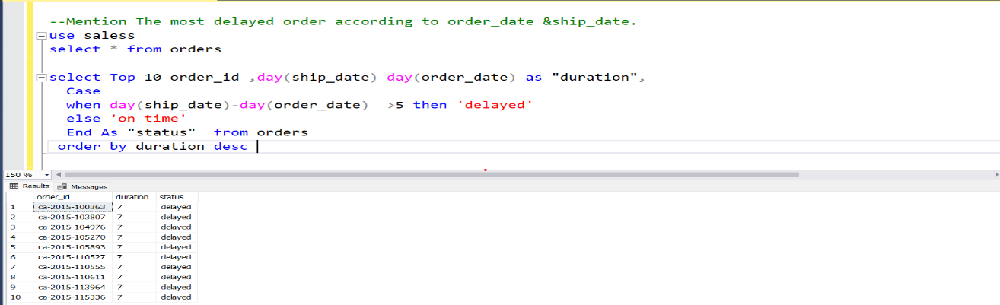 --Mention The most delayed order according to order_date &ship_date.
use saless
select * from orders
select Top 10 order_id ,day(ship_date)-day(order_date) as "duration",
Case
when day(ship_date)-day(order_date) >5 then 'delayed'
else 'on time'
End As "status" from orders
order by duration desc
150 %
Results Messages
order_id duration status
1 ca-2015-100363 7 delayed
2 ca-2015-103807 7 delayed
3 ca-2015-104976 7 delayed
4 ca-2015-105270 7 delayed
5 ca-2015-105893 7 delayed
6 ca-2015-110527 7 delayed
7 ca-2015-110555 7 delayed
8 ca-2015-110611 7 delayed
9 ca-2015-113964 7 delayed
10 ca-2015-115336 7 delayed